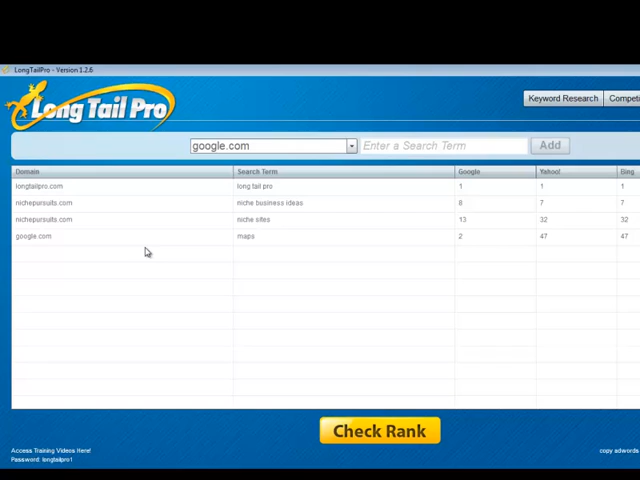 LongTailPro - Version 1.2.6
Long Tail Pro
Keyword Research
Competi
google.com Enter a Search Term Add
Domain Search Term Google Yahoo! Bing
longtailpro.com long tail pro 1 1 1
nichepursuits.com niche business ideas 8 7 7
nichepursuits.com niche sites 13 32 32
google.com maps 2 47 47
Check Rank
Access Training Videos Here!
Password: longtailpro1
copy adwords